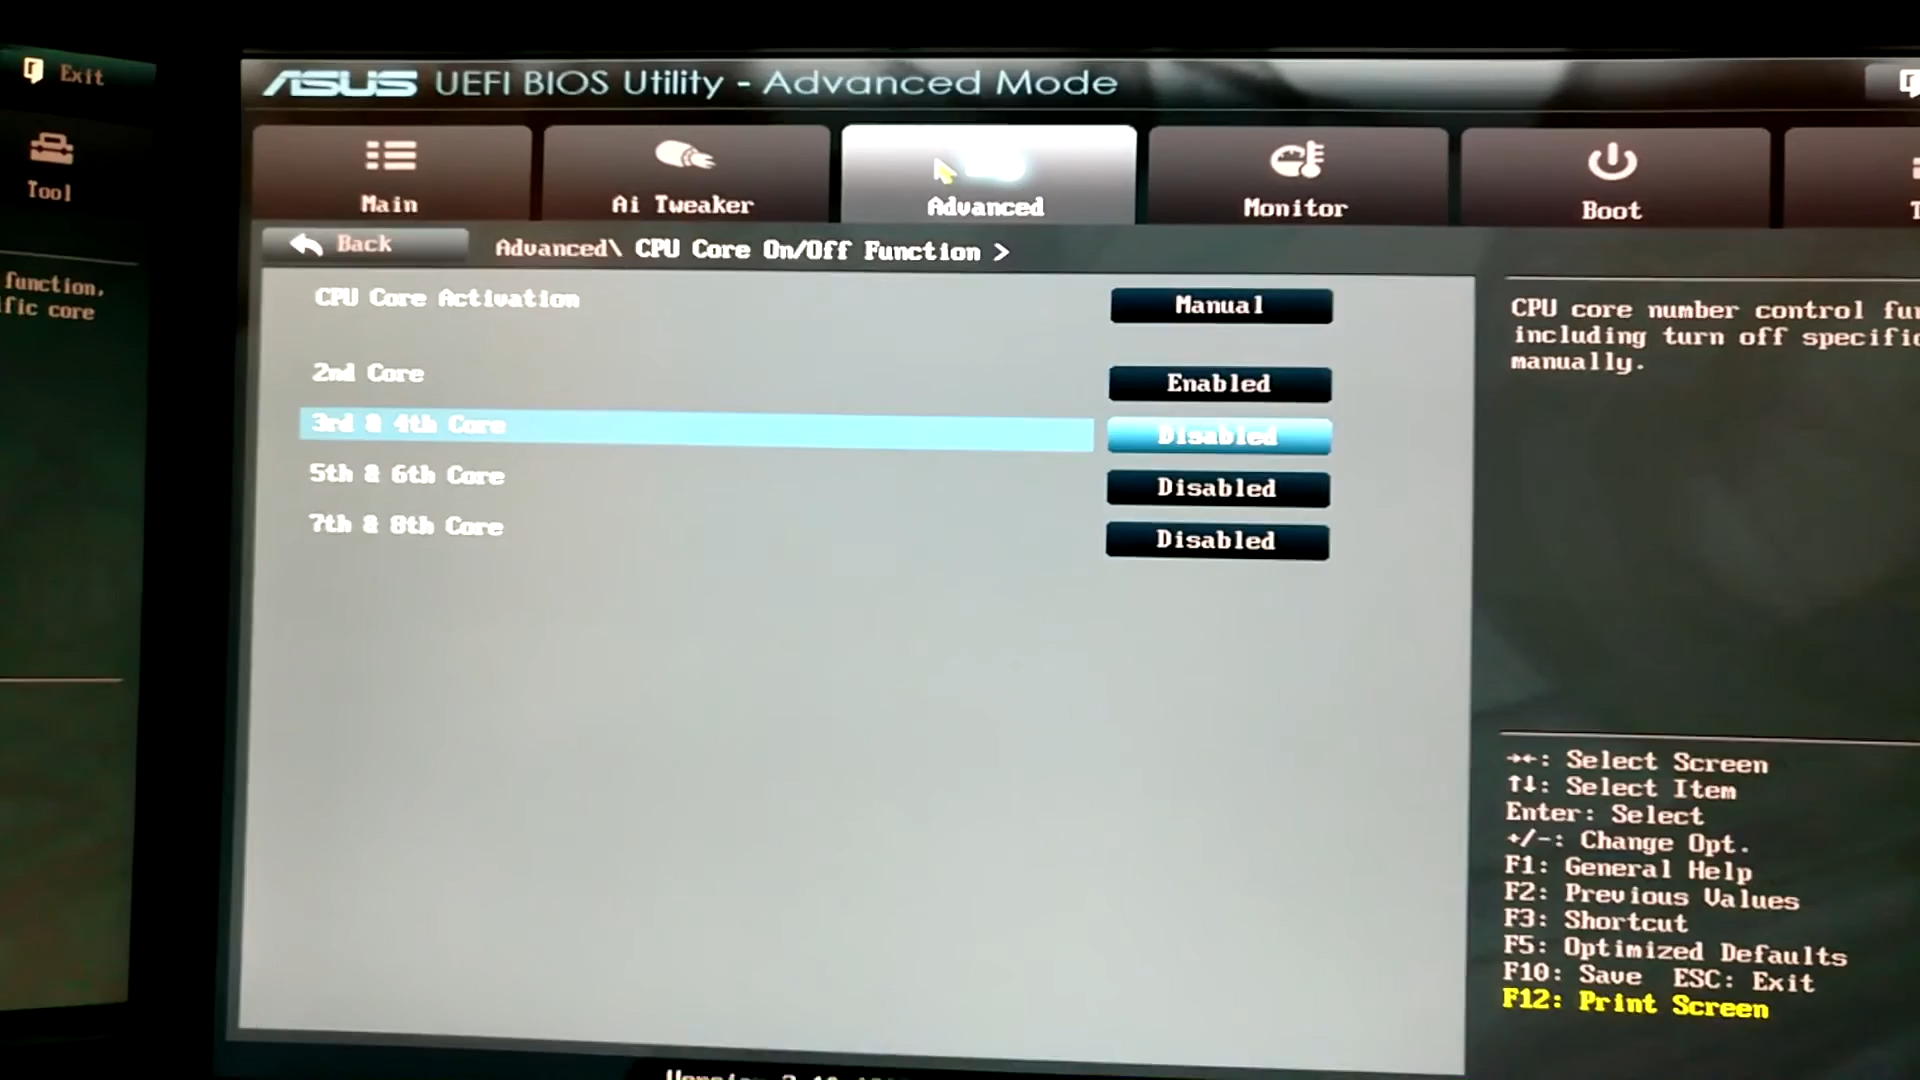 Exit
Tool
function,
fic core
ASUS UEFI BIOS Utility - Advanced Mode
Main
Ai Tweaker
Advanced
Monitor
Boot
Back
Advanced\ CPU Core On/Off Function >
CPU Core Activation
Manual
2nd Core
Enabled
3rd & 4th Core
Disabled
5th & 6th Core
Disabled
7th & 8th Core
Disabled
CPU core number control fu
including turn off specific
manually.
→←: Select Screen
↑↓: Select Item
Enter: Select
+/-: Change Opt.
F1: General Help
F2: Previous Values
F3: Shortcut
F5: Optimized Defaults
F10: Save ESC: Exit
F12: Print Screen